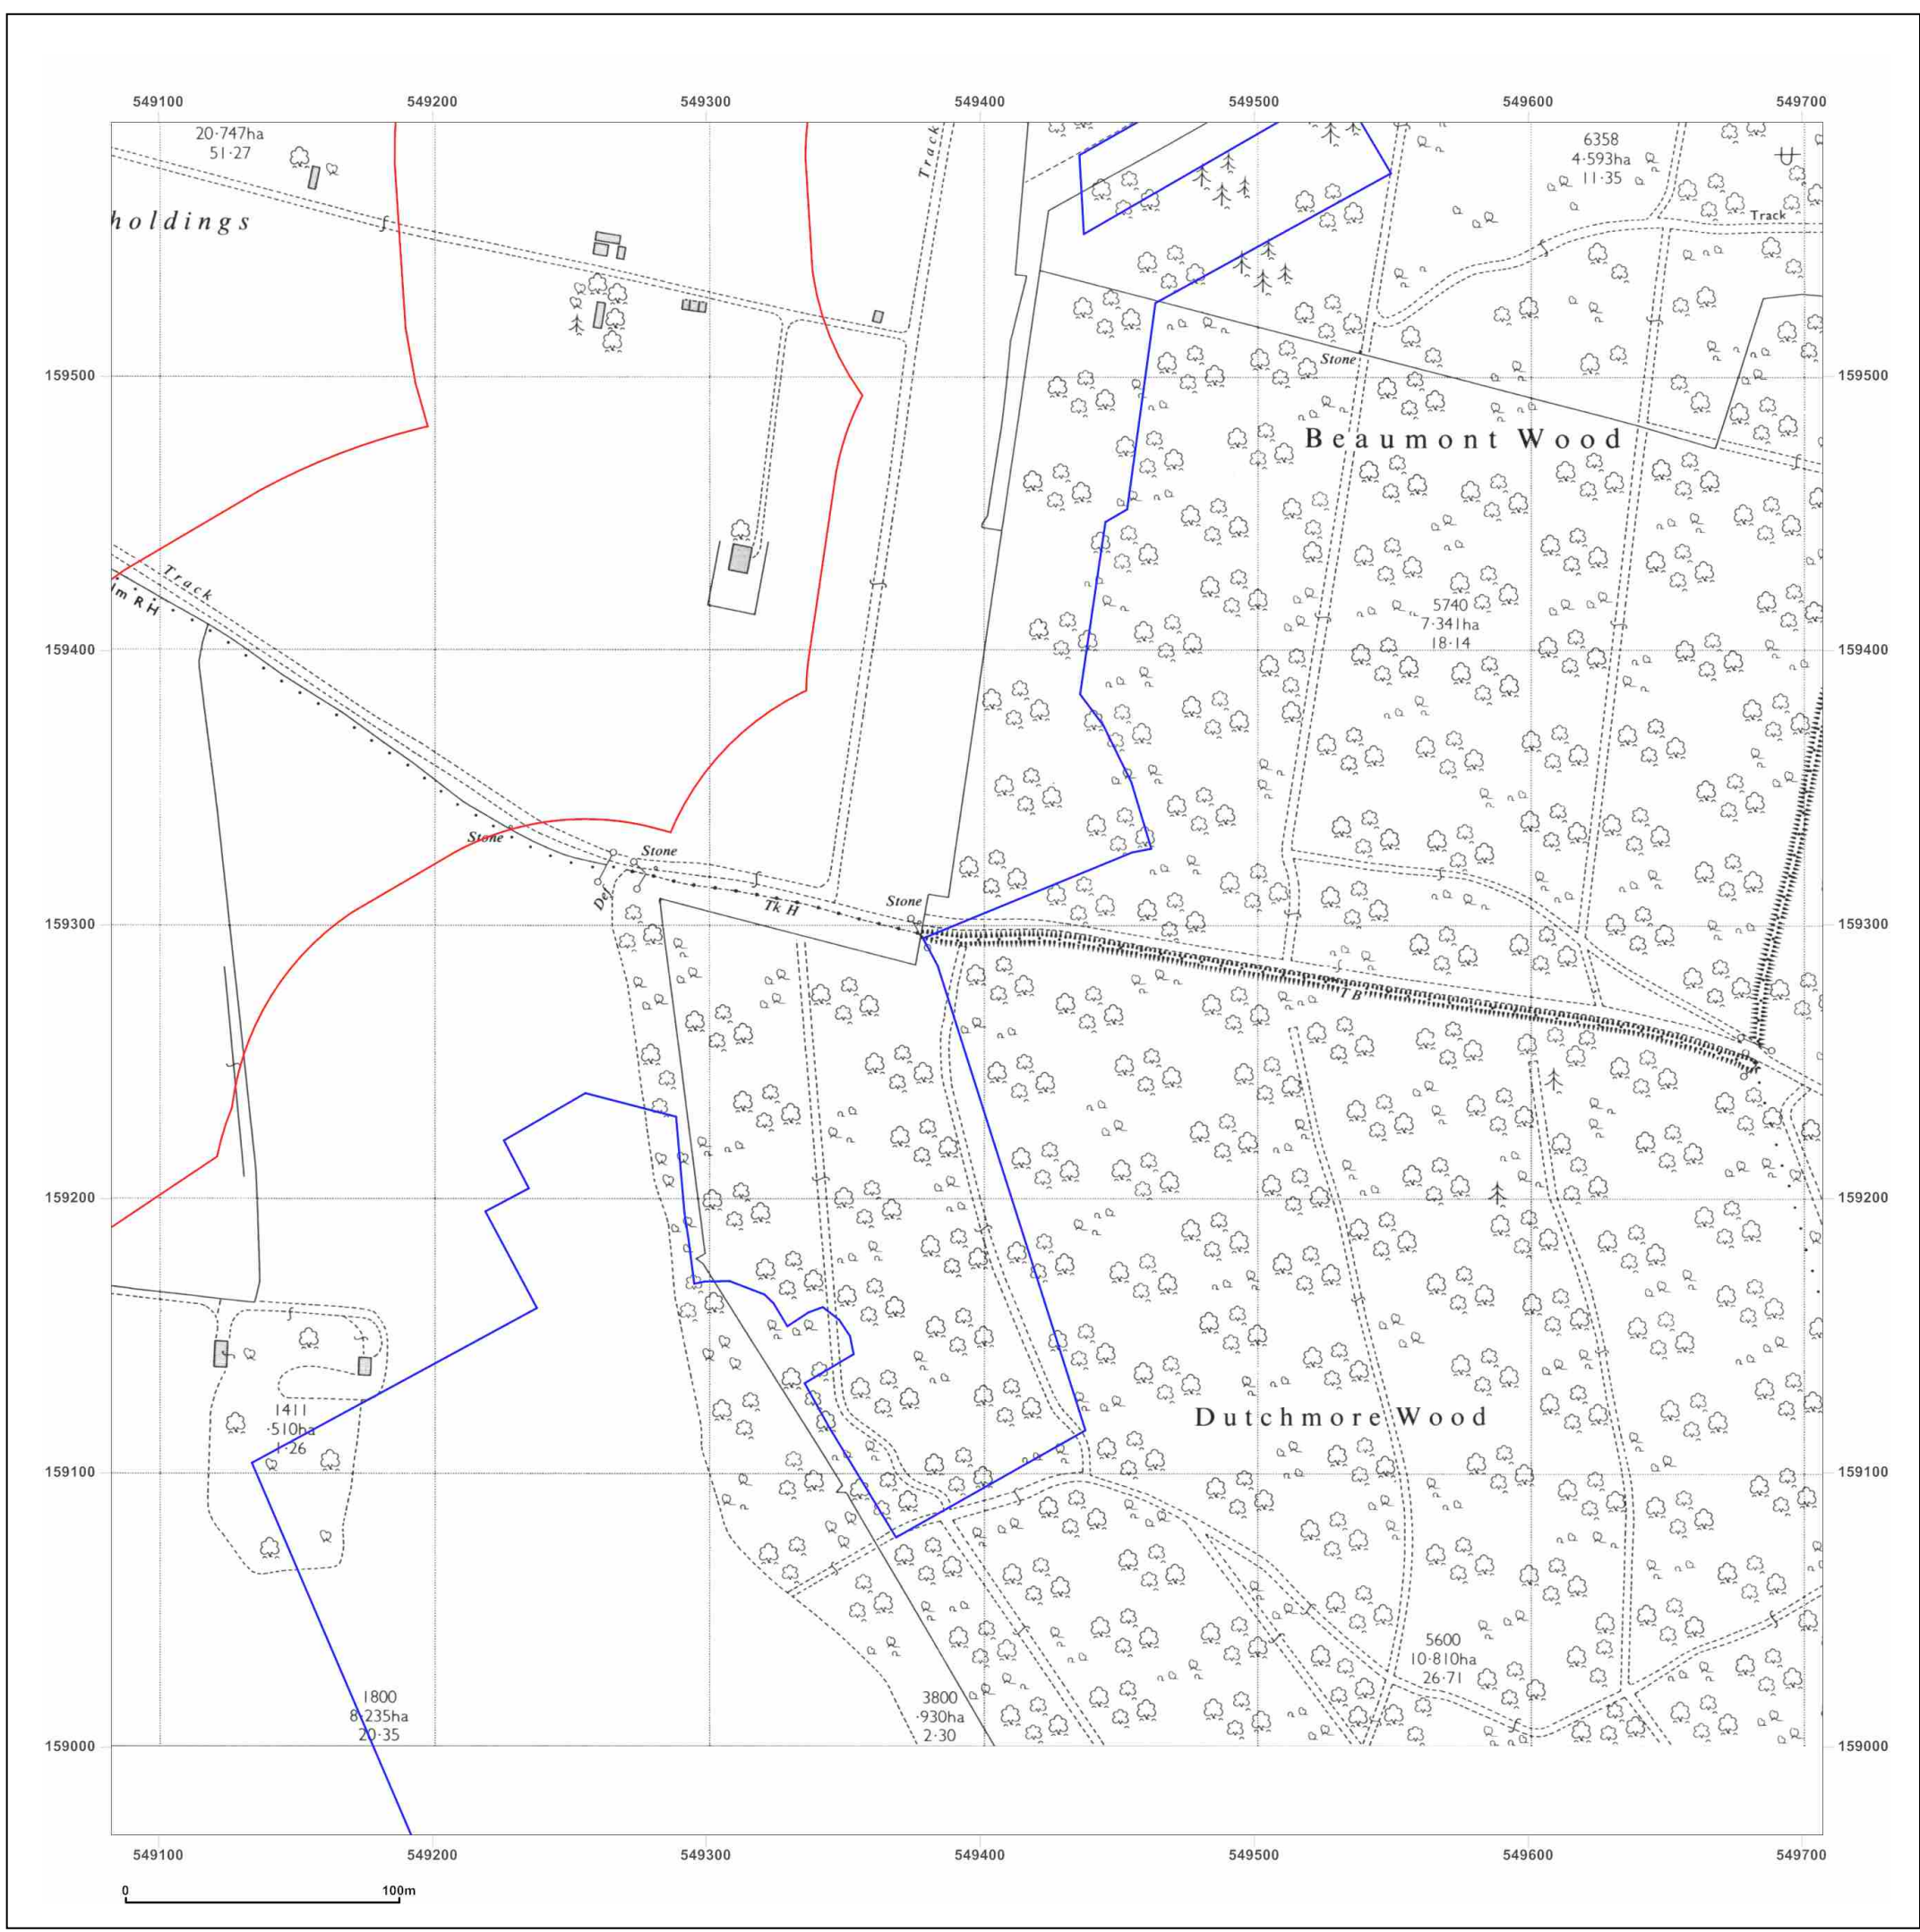 549100 549200 549300 549400 549500 549600 549700
20·747ha
51·27
Track
6358
4·593ha
11·35
Track
holdings
Stone
159500 159500
Beaumont Wood
Track
lm RH
5740
7·341ha
18·14
159400 159400
Stone
Stone
Def
Tk H
Stone
159300 159300
T B
159200 159200
1411
·510ha
1·26
Dutchmore Wood
159100 159100
5600
10·810ha
26·71
1800
8·235ha
20·35
3800
·930ha
2·30
159000 159000
549100 549200 549300 549400 549500 549600 549700
0 100m